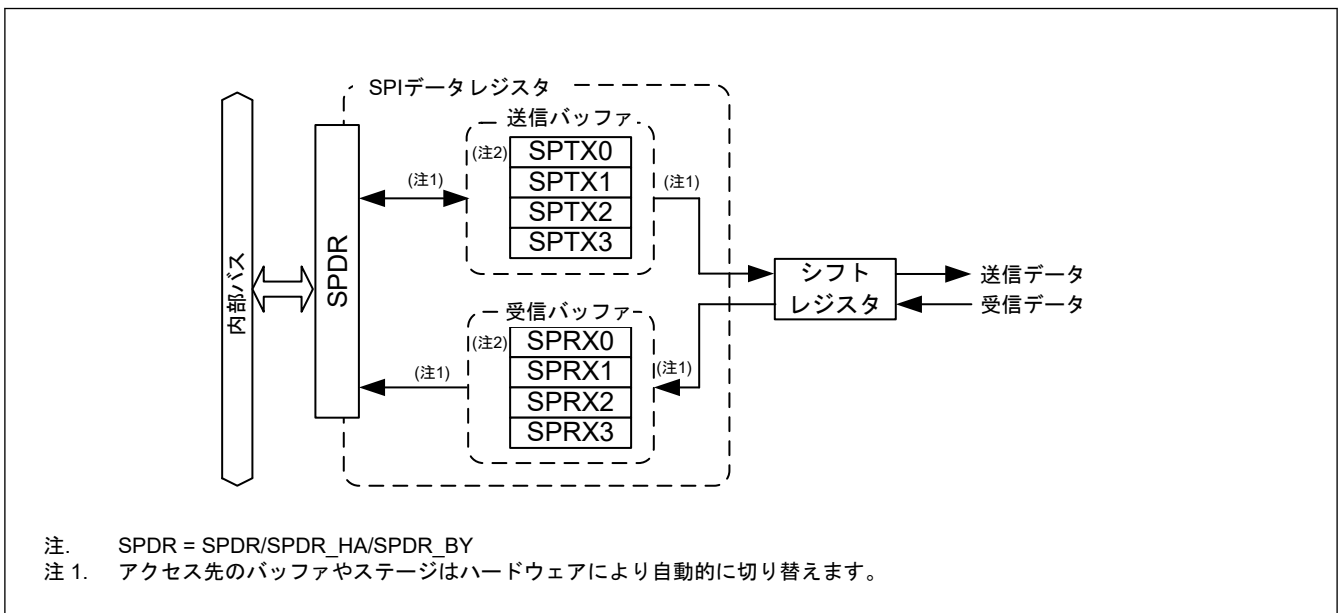 SPIデータレジスタ
送信バッファ
(注2)
SPTX0
SPTX1
SPTX2
SPTX3
(注1)
(注1)
内部バス
SPDR
シフト
レジスタ
送信データ
受信データ
受信バッファ
(注2)
SPRX0
SPRX1
SPRX2
SPRX3
(注1)
(注1)
注. SPDR = SPDR/SPDR_HA/SPDR_BY
注 1. アクセス先のバッファやステージはハードウェアにより自動的に切り替えます。